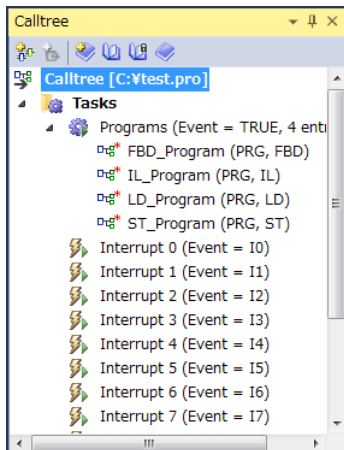 Calltree
Calltree [C:¥test.pro]
Tasks
Programs (Event = TRUE, 4 entri
FBD_Program (PRG, FBD)
IL_Program (PRG, IL)
LD_Program (PRG, LD)
ST_Program (PRG, ST)
Interrupt 0 (Event = I0)
Interrupt 1 (Event = I1)
Interrupt 2 (Event = I2)
Interrupt 3 (Event = I3)
Interrupt 4 (Event = I4)
Interrupt 5 (Event = I5)
Interrupt 6 (Event = I6)
Interrupt 7 (Event = I7)